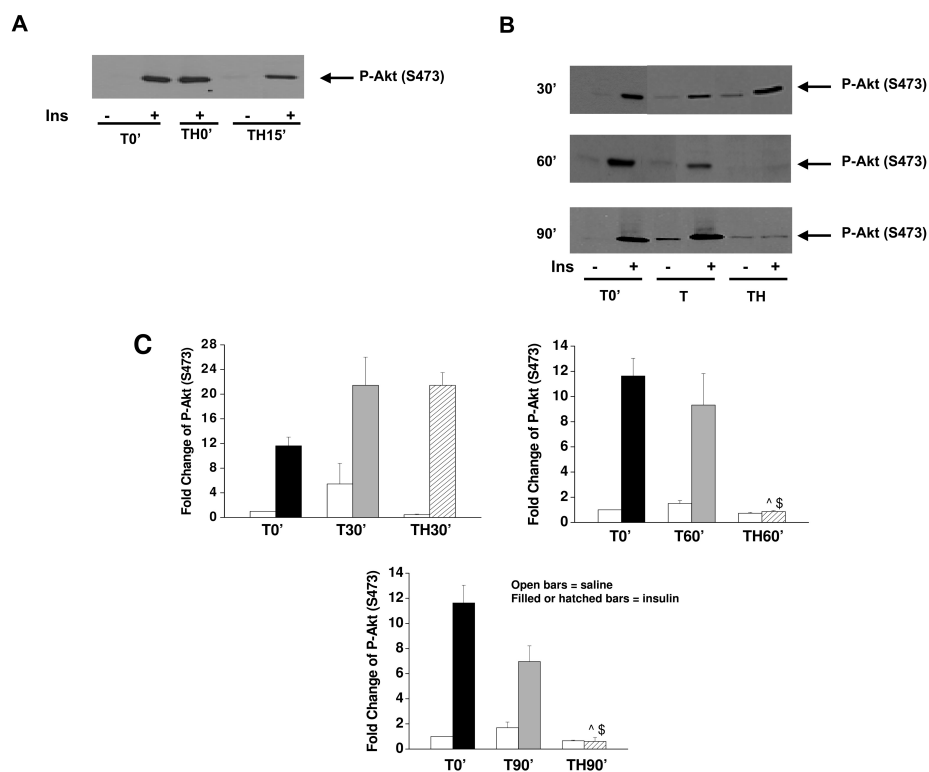 A
P-Akt (S473)
Ins - + + - +
T0’ TH0’ TH15’
B
30’ P-Akt (S473)
60’ P-Akt (S473)
90’ P-Akt (S473)
Ins - + - + - +
T0’ T TH
C
Fold Change of P-Akt (S473)
28
24
20
16
12
8
4
0
T0’ T30’ TH30’
Fold Change of P-Akt (S473)
14
12
10
8
6
4
2
0
^ $
T0’ T60’ TH60’
Fold Change of P-Akt (S473)
14
12
10
8
6
4
2
0
Open bars = saline
Filled or hatched bars = insulin
^ $
T0’ T90’ TH90’